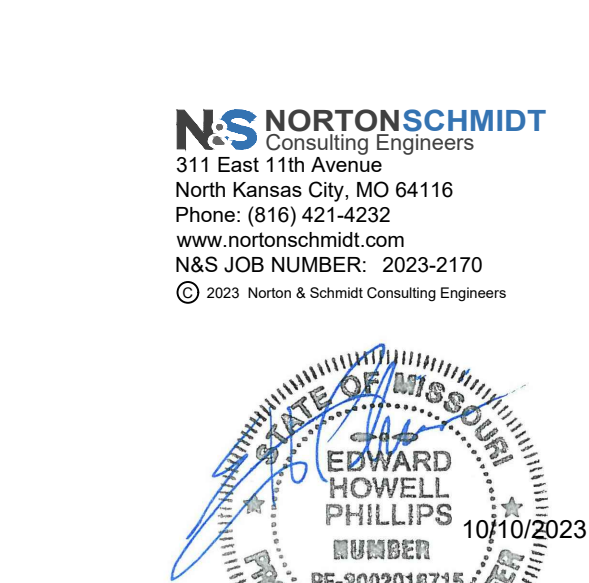 N&S NORTONSCHMIDT
Consulting Engineers
311 East 11th Avenue
North Kansas City, MO 64116
Phone: (816) 421-4232
www.nortonschmidt.com
N&S JOB NUMBER: 2023-2170
© 2023 Norton & Schmidt Consulting Engineers
STATE OF MISSOURI
EDWARD
HOWELL
PHILLIPS
10/10/2023
NUMBER